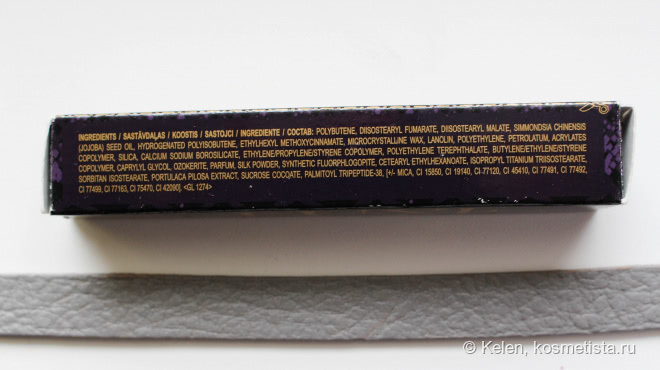 INGREDIENTS / SASTĀVDAĻAS / KOOSTIS / SASTOJCI / INGREDIENTE / СОСТАВ: POLYBUTENE, DIISOSTEARYL FUMARATE, DIISOSTEARYL MALATE, SIMMONDSIA CHINENSIS
(JOJOBA) SEED OIL, HYDROGENATED POLYISOBUTENE, ETHYLHEXYL METHOXYCINNAMATE, MICROCRYSTALLINE WAX, LANOLIN, POLYETHYLENE, PETROLATUM, ACRYLATES
COPOLYMER, SILICA, CALCIUM SODIUM BOROSILICATE, ETHYLENE/PROPYLENE/STYRENE COPOLYMER, POLYETHYLENE TEREPHTHALATE, BUTYLENE/ETHYLENE/STYRENE
COPOLYMER, CAPRYLYL GLYCOL, OZOKERITE, PARFUM, SILK POWDER, SYNTHETIC FLUORPHLOGOPITE, CETEARYL ETHYLHEXANOATE, ISOPROPYL TITANIUM TRIISOSTEARATE,
SORBITAN ISOSTEARATE, PORTULACA PILOSA EXTRACT, SUCROSE COCOATE, PALMITOYL TRIPEPTIDE-38, [+/- MICA, CI 15850, CI 19140, CI 77120, CI 45410, CI 77491, CI 77492,
CI 77499, CI 77163, CI 75470, CI 42090]. <GL 1274>
© Kelen, kosmetista.ru